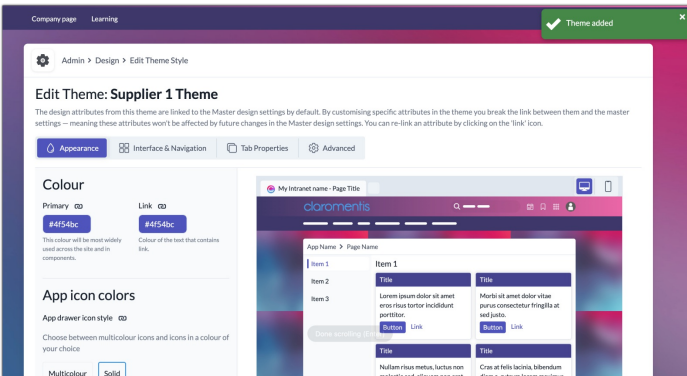 Company page Learning
Theme added
Admin > Design > Edit Theme Style
Edit Theme: Supplier 1 Theme
The design attributes from this theme are linked to the Master design settings by default. By customising specific attributes in the theme you break the link between them and the master
settings — meaning these attributes won't be affected by future changes in the Master design settings. You can re-link an attribute by clicking on the 'link' icon.
Appearance Interface & Navigation Tab Properties Advanced
Colour
Primary Link
#4f54bc #4f54bc
This colour will be most widely
used across the site and in
components.
Colour of the text that contains
link.
App icon colors
App drawer icon style
Choose between multicolour icons and icons in a colour of
your choice
Multicolour Solid
My Intranet name - Page Title
claromentis
App Name > Page Name
Item 1
Item 2
Item 3
Item 1
Title
Lorem ipsum dolor sit amet
eros risus tortor incididunt
porttitor.
Button Link
Title
Morbi sit amet dolor vitae
purus consectetur fringilla at
sed justo.
Button Link
Title
Nullam risus metus, luctus non
Title
Cras at felis lacinia, bibendum